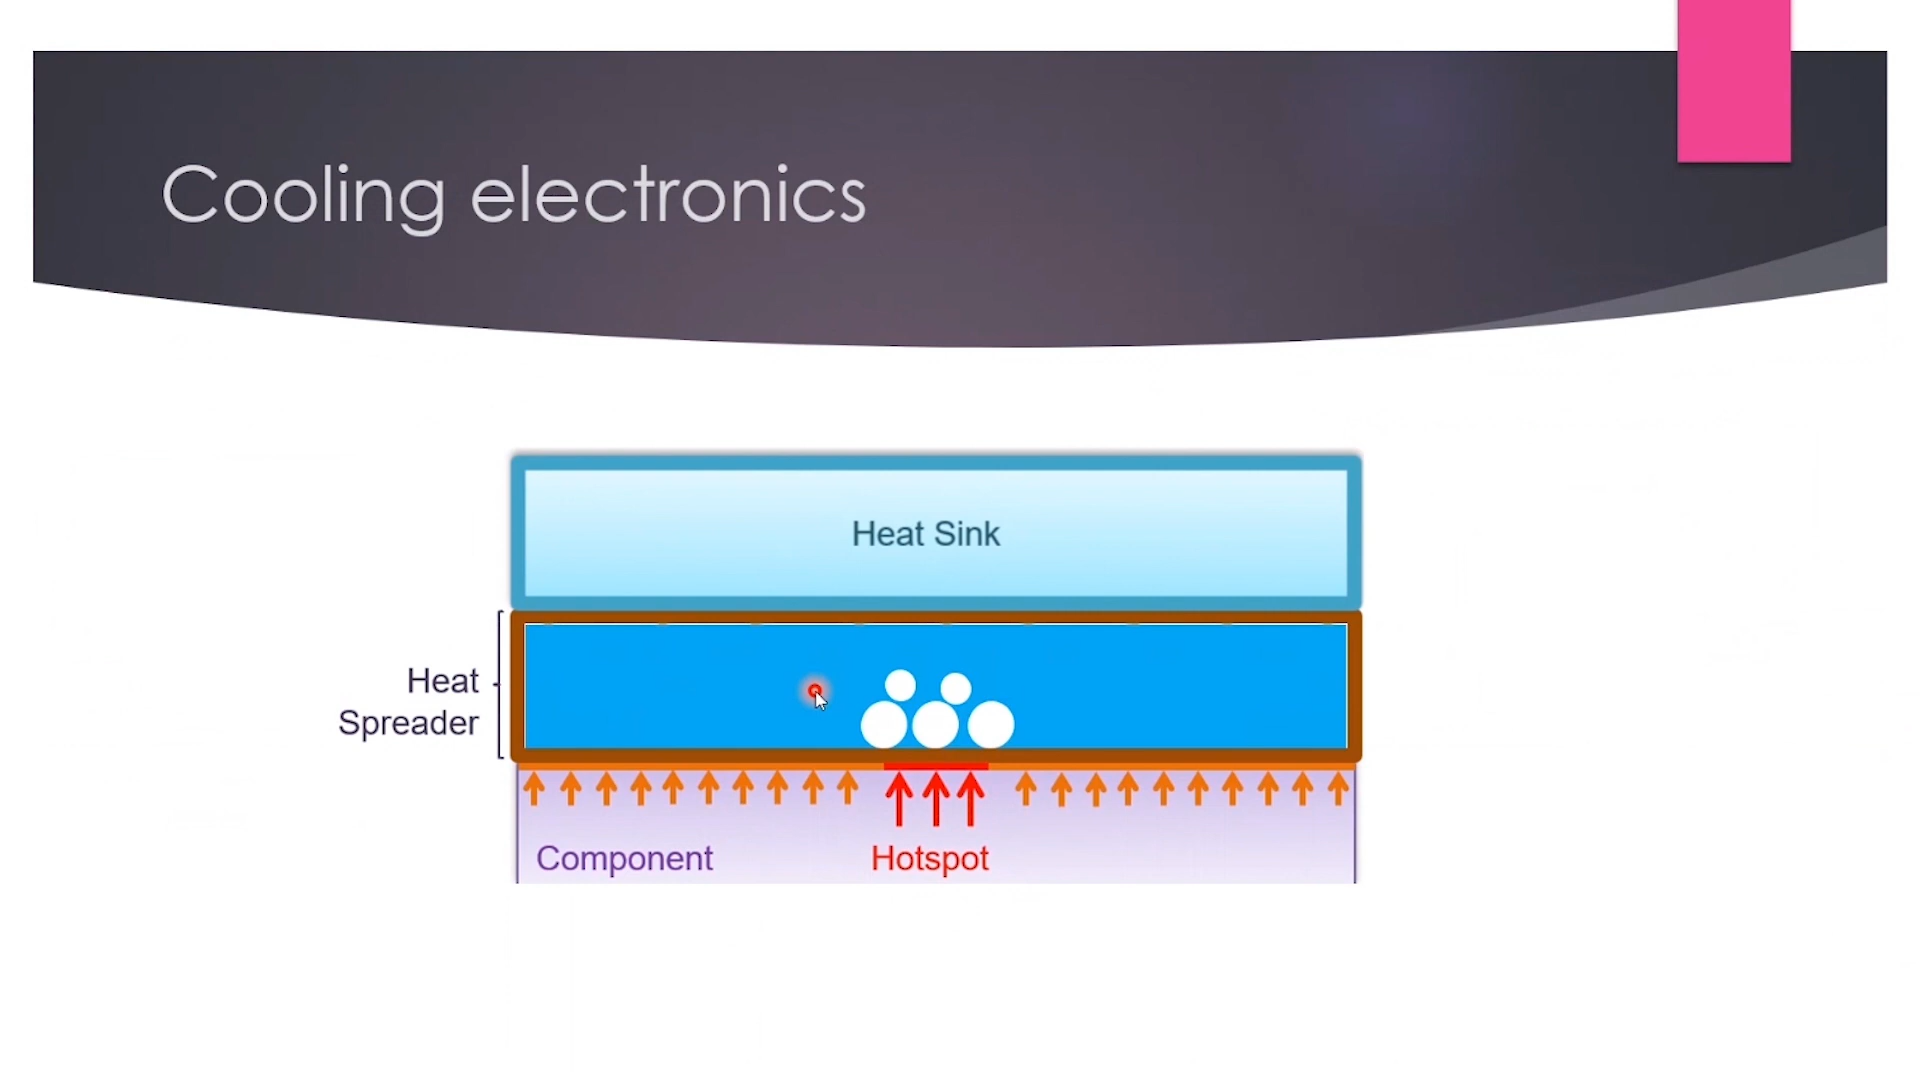 Cooling electronics
Heat Sink
Heat
Spreader
Component
Hotspot